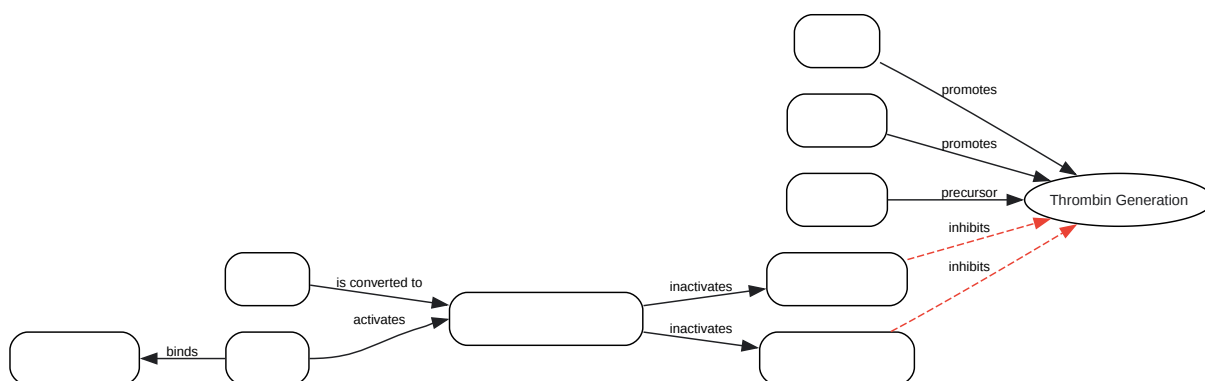 promotes
promotes
precursor
Thrombin Generation
inhibits
inhibits
is converted to
activates
inactivates
inactivates
binds